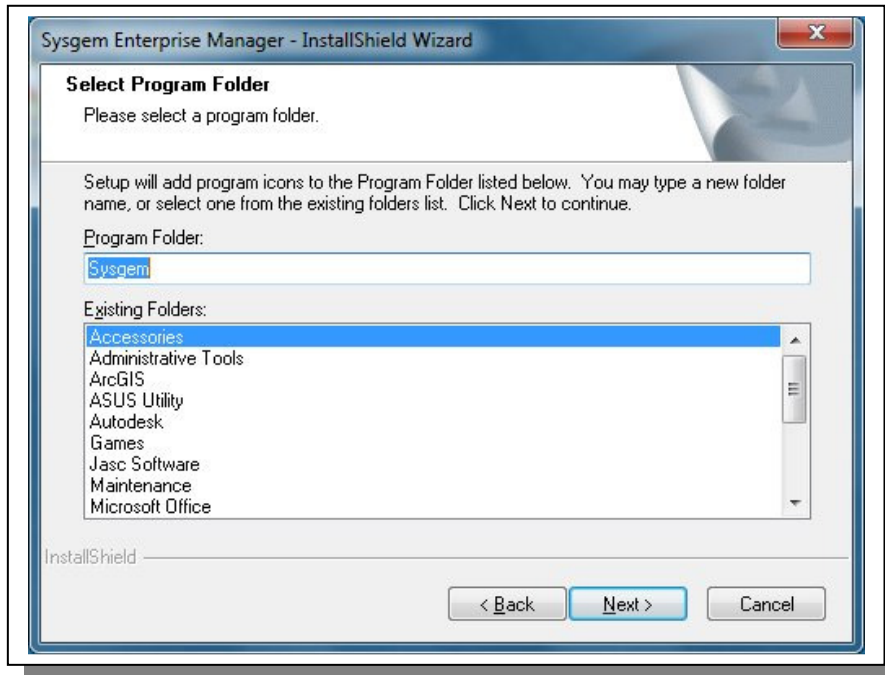 Sysgem Enterprise Manager - InstallShield Wizard
Select Program Folder
Please select a program folder.
Setup will add program icons to the Program Folder listed below.  You may type a new folder
name, or select one from the existing folders list.  Click Next to continue.
Program Folder:
Sysgem
Existing Folders:
Accessories
Administrative Tools
ArcGIS
ASUS Utility
Autodesk
Games
Jasc Software
Maintenance
Microsoft Office
InstallShield
< Back   Next >   Cancel